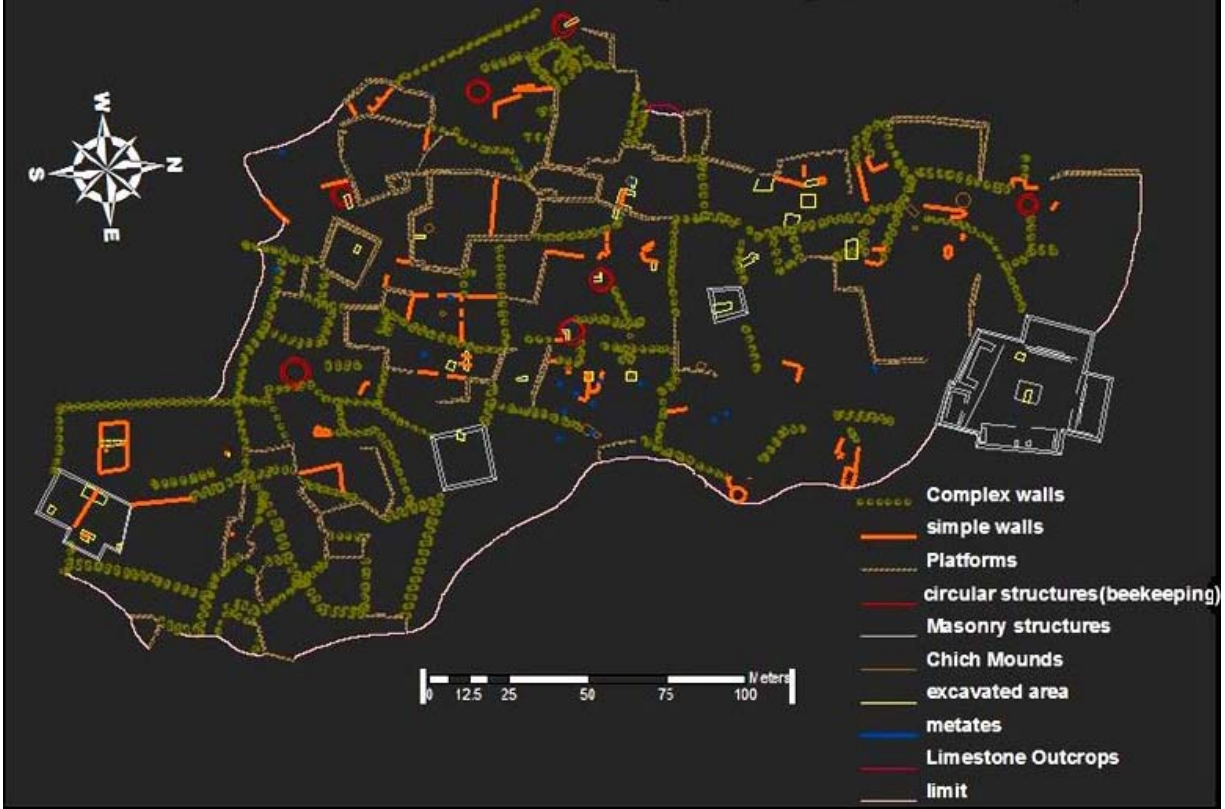 W
S N
E
Complex walls
simple walls
Platforms
circular structures(beekeeping)
Masonry structures
Chich Mounds
excavated area
metates
Limestone Outcrops
limit
Meters
0 12.5 25 50 75 100